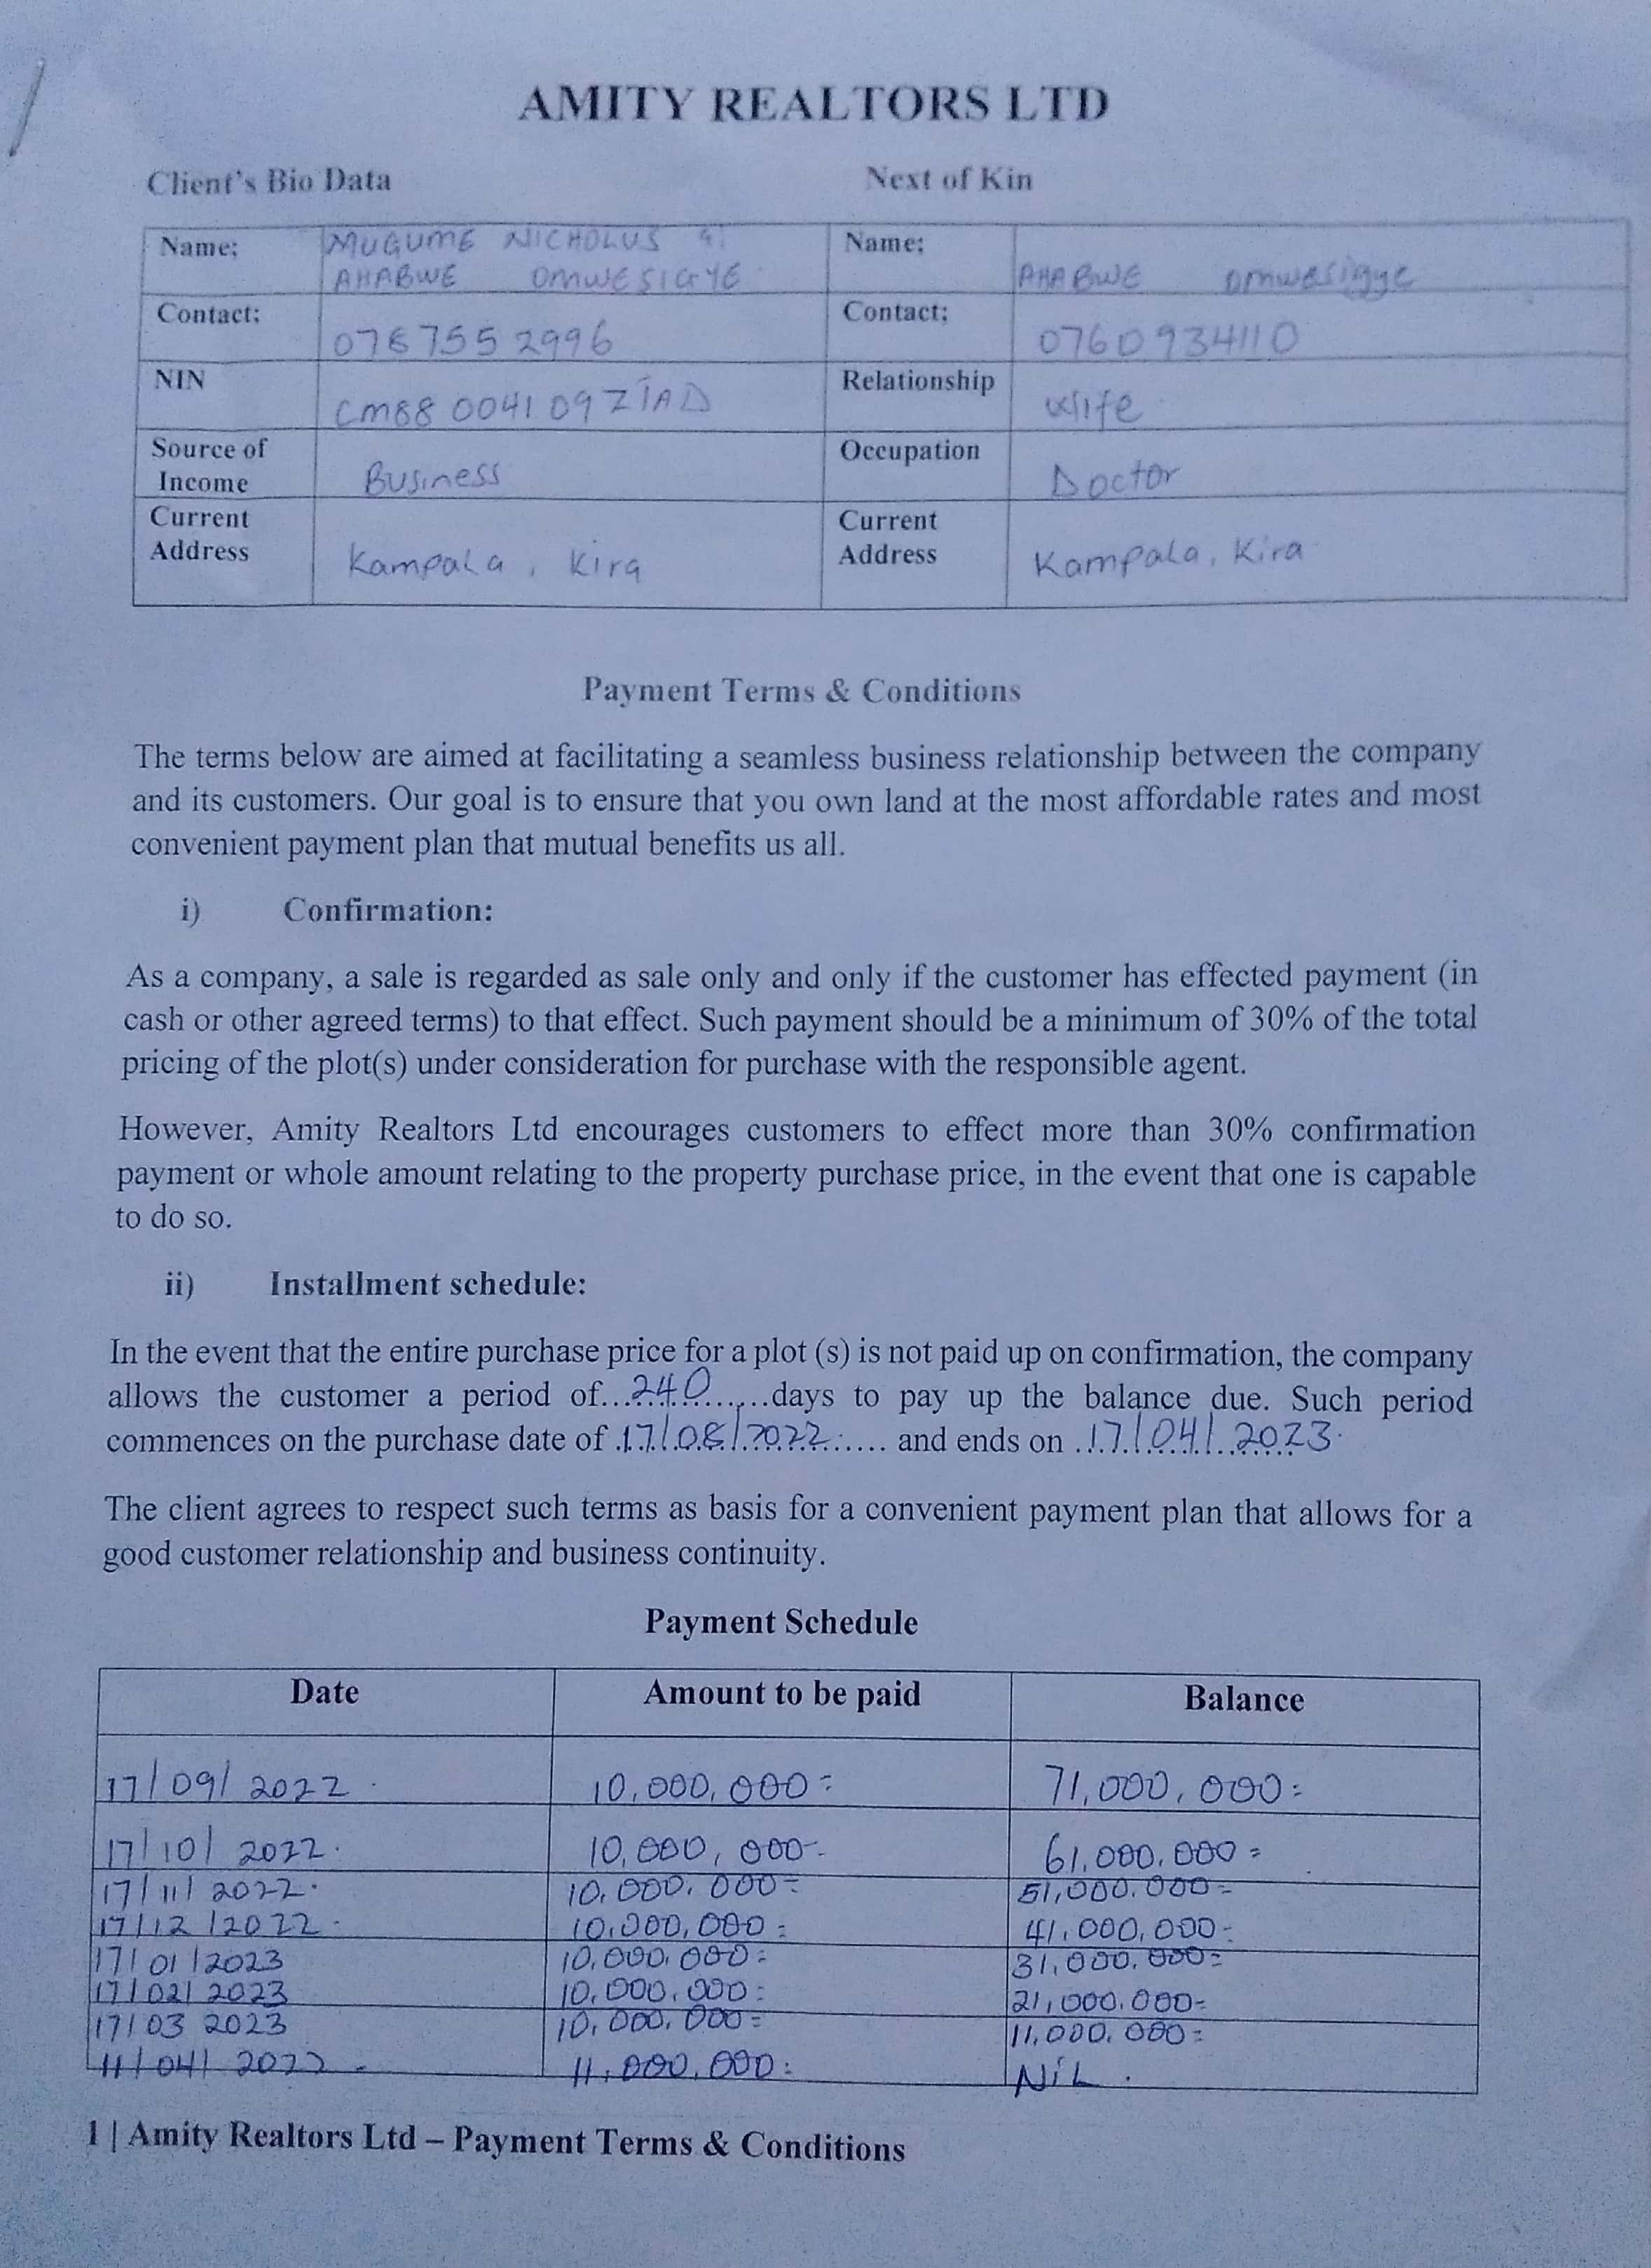 AMITY REALTORS LTD
Client's Bio Data Next of Kin
Name: MUGUME NICHOLUS Name:
AHABWE OMWESIGYE AHABWE omwesigye
Contact: Contact:
0787552996 0760934110
NIN Relationship
CM880041097 wife
Source of Income Business Occupation Doctor
Current Address Kampala, Kira Current Address Kampala, Kira
Payment Terms & Conditions
The terms below are aimed at facilitating a seamless business relationship between the company
and its customers. Our goal is to ensure that you own land at the most affordable rates and most
convenient payment plan that mutual benefits us all.
i) Confirmation:
As a company, a sale is regarded as sale only and only if the customer has effected payment (in
cash or other agreed terms) to that effect. Such payment should be a minimum of 30% of the total
pricing of the plot(s) under consideration for purchase with the responsible agent.
However, Amity Realtors Ltd encourages customers to effect more than 30% confirmation
payment or whole amount relating to the property purchase price, in the event that one is capable
to do so.
ii) Installment schedule:
In the event that the entire purchase price for a plot (s) is not paid up on confirmation, the company
allows the customer a period of...240......days to pay up the balance due. Such period
commences on the purchase date of .17/08/2022..... and ends on .17/04/2023.
The client agrees to respect such terms as basis for a convenient payment plan that allows for a
good customer relationship and business continuity.
Payment Schedule
Date Amount to be paid Balance
17/09/2022. 10,000,000= 71,000,000=
17/10/2022. 10,000,000= 61,000,000=
17/11/2022. 10,000,000= 51,000,000=
17/12/2022. 10,000,000= 41,000,000=
17/01/2023 10,000,000= 31,000,000=
17/02/2023 10,000,000= 21,000,000=
17/03 2023 10,000,000= 11,000,000=
11/04/ 11,000,000= NiL.
1 | Amity Realtors Ltd – Payment Terms & Conditions